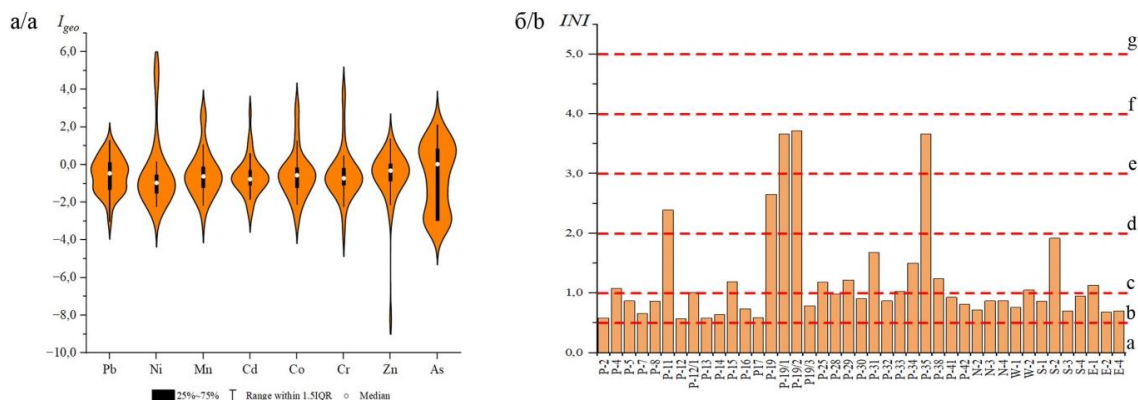 а/a
I_geo
6,0
4,0
2,0
0,0
−2,0
−4,0
−6,0
−8,0
−10,0
Pb Ni Mn Cd Co Cr Zn As
25%~75% Range within 1.5IQR Median
б/b
INI
5,0
4,0
3,0
2,0
1,0
0,0
g
f
e
d
c
b
a
P-2 P-4 P-5 P-7 P-8 P-11 P-12 P-12/1 P-13 P-14 P-15 P-16 P17 P-19 P-19/1 P-19/2 P19/3 P-25 P-28 P-29 P-30 P-31 P-32 P-33 P-34 P-35 P-38 P-41 P-42 N-2 N-3 N-4 W-1 W-2 S-1 S-2 S-3 S-4 E-1 E-2 E-4